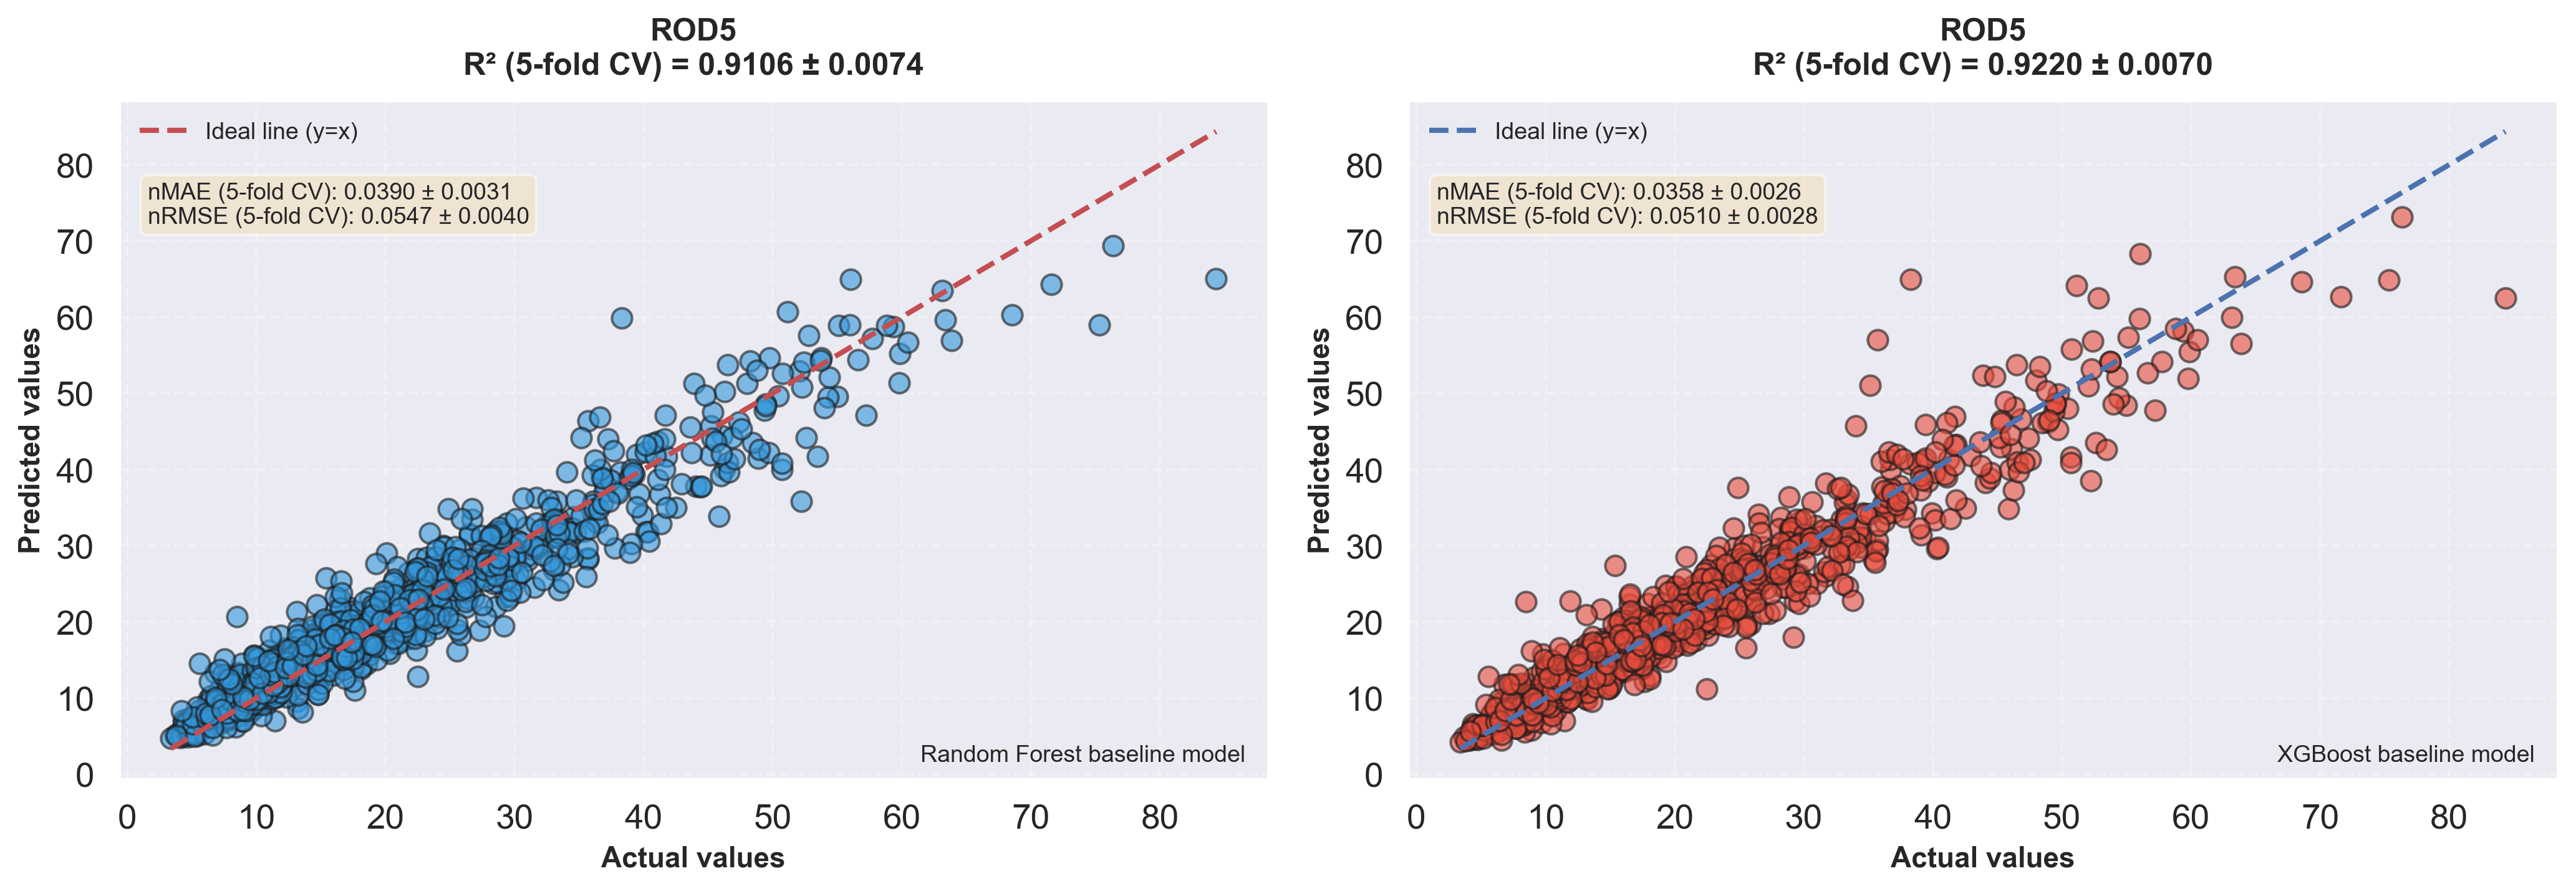 ROD5
R² (5-fold CV) = 0.9106 ± 0.0074
Ideal line (y=x)
nMAE (5-fold CV): 0.0390 ± 0.0031
nRMSE (5-fold CV): 0.0547 ± 0.0040
80
70
60
50
40
30
20
10
0
Predicted values
Random Forest baseline model
0 10 20 30 40 50 60 70 80
Actual values
ROD5
R² (5-fold CV) = 0.9220 ± 0.0070
Ideal line (y=x)
nMAE (5-fold CV): 0.0358 ± 0.0026
nRMSE (5-fold CV): 0.0510 ± 0.0028
80
70
60
50
40
30
20
10
0
Predicted values
XGBoost baseline model
0 10 20 30 40 50 60 70 80
Actual values